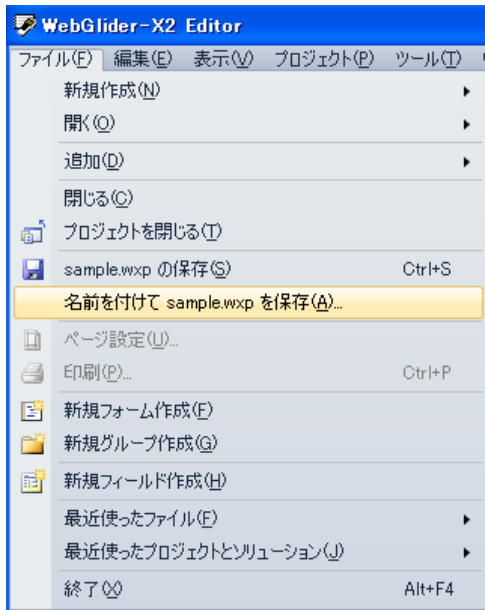 WebGlider-X2 Editor
ファイル(F) 編集(E) 表示(V) プロジェクト(P) ツール(T)
新規作成(N)
開く(O)
追加(D)
閉じる(C)
プロジェクトを閉じる(T)
sample.wxp の保存(S) Ctrl+S
名前を付けて sample.wxp を保存(A)...
ページ設定(U)...
印刷(P)... Ctrl+P
新規フォーム作成(F)
新規グループ作成(G)
新規フィールド作成(H)
最近使ったファイル(F)
最近使ったプロジェクトとソリューション(J)
終了(X) Alt+F4